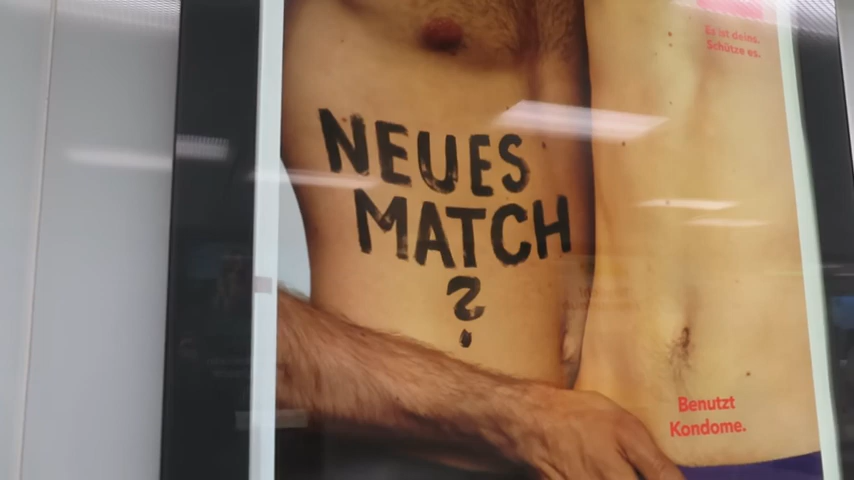 Es ist deins.
Schütze es.
NEUES
MATCH
?
Benutzt
Kondome.